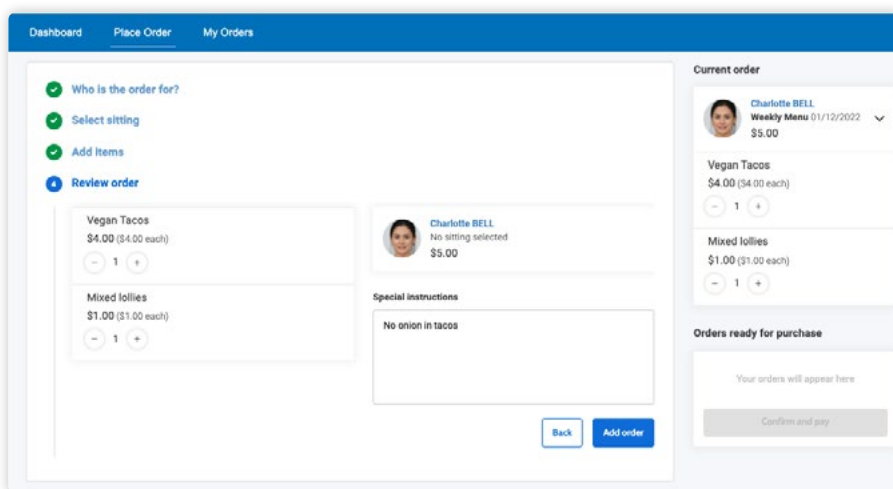 Dashboard Place Order My Orders
Who is the order for?
Select sitting
Add items
4 Review order
Vegan Tacos
$4.00 ($4.00 each)
− 1 +
Mixed lollies
$1.00 ($1.00 each)
− 1 +
Charlotte BELL
No sitting selected
$5.00
Special instructions
No onion in tacos
Back Add order
Current order
Charlotte BELL
Weekly Menu 01/12/2022
$5.00
Vegan Tacos
$4.00 ($4.00 each)
− 1 +
Mixed lollies
$1.00 ($1.00 each)
− 1 +
Orders ready for purchase
Your orders will appear here
Confirm and pay